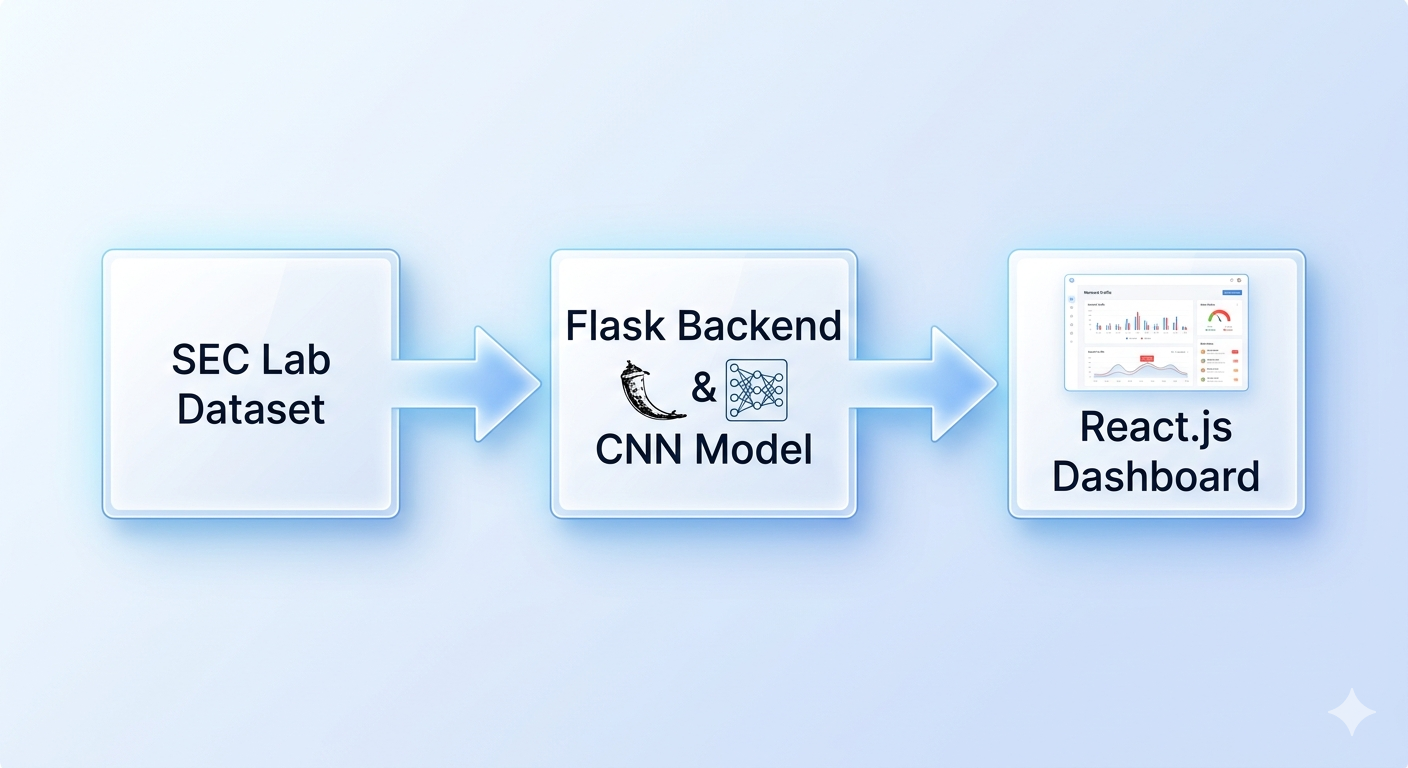 SEC Lab
Dataset
Flask Backend
&
CNN Model
React.js
Dashboard